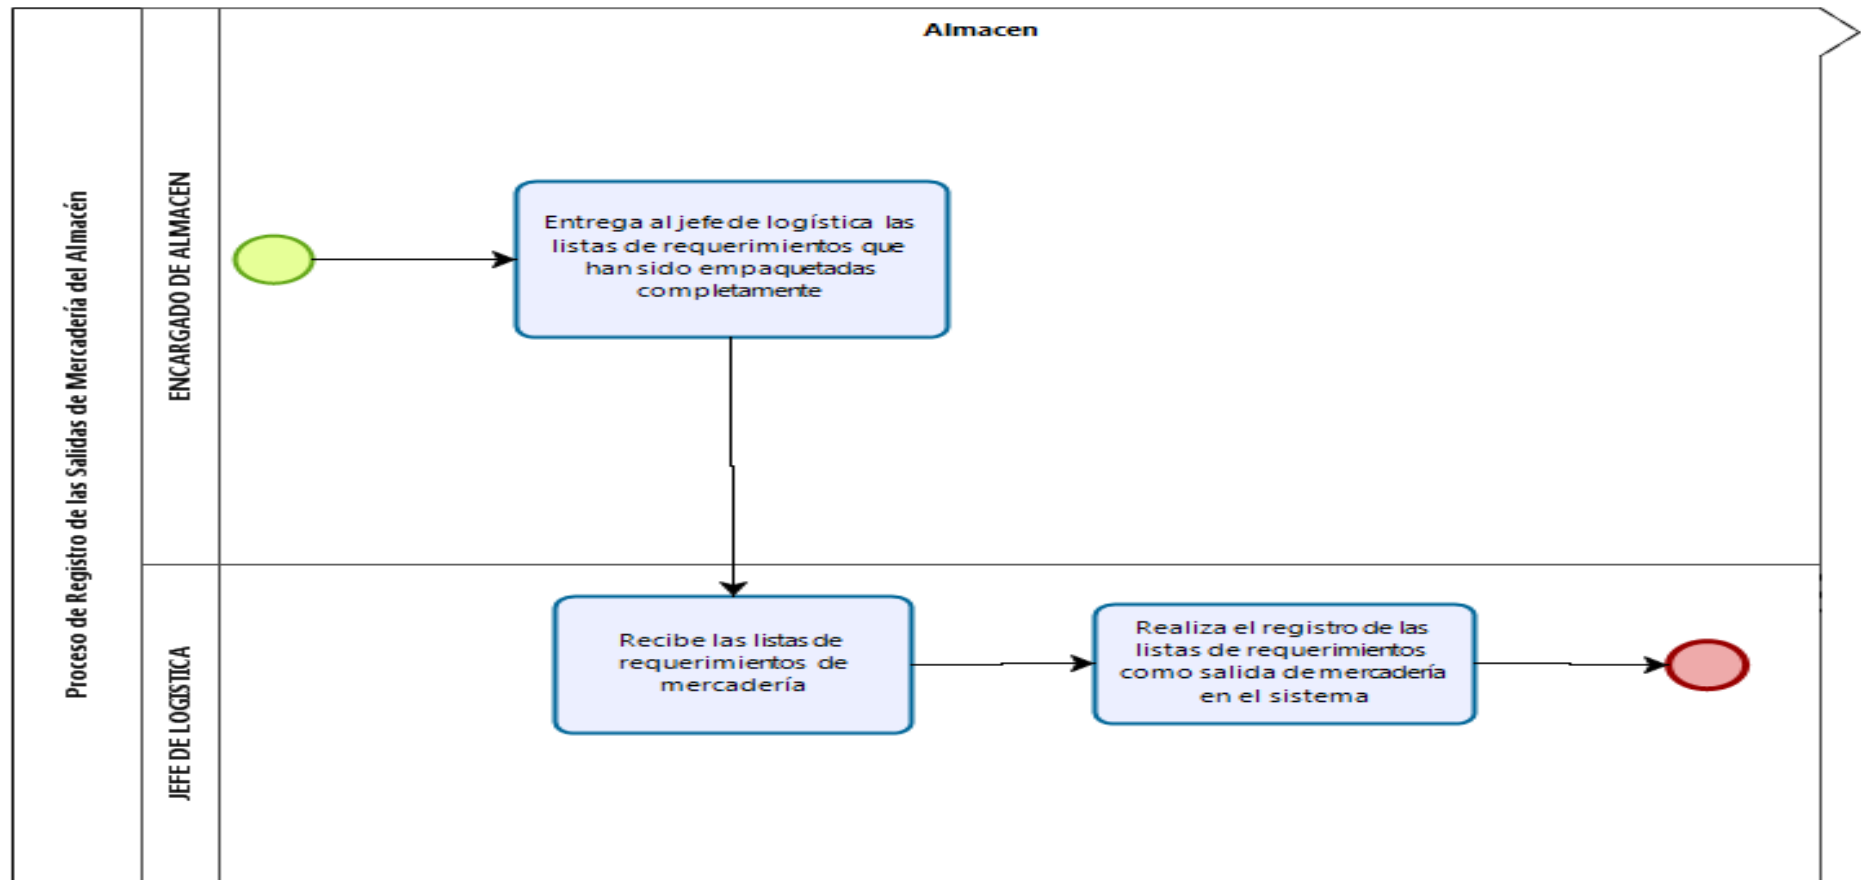 Almacen
Proceso de Registro de las Salidas de Mercadería del Almacén
ENCARGADO DE ALMACEN
Entrega al jefe de logística las
listas de requerimientos que
han sido empaquetadas
completamente
JEFE DE LOGISTICA
Recibe las listas de
requerimientos de
mercadería
Realiza el registro de las
listas de requerimientos
como salida de mercadería
en el sistema